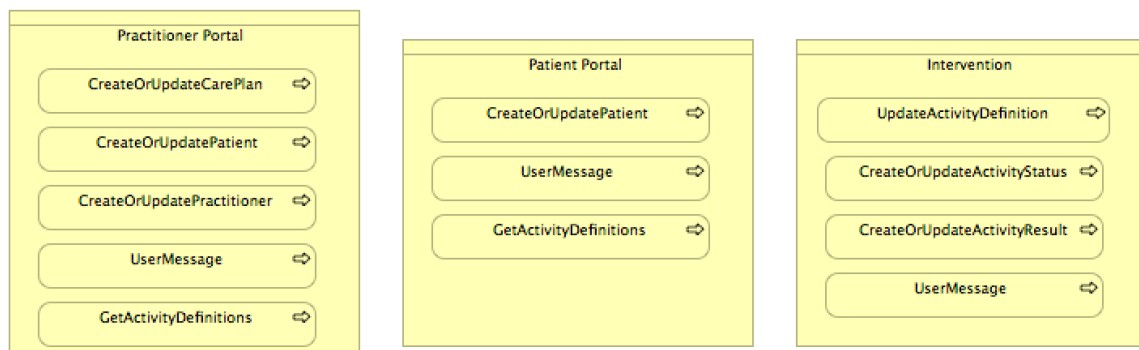 Practitioner Portal
CreateOrUpdateCarePlan
CreateOrUpdatePatient
CreateOrUpdatePractitioner
UserMessage
GetActivityDefinitions
Patient Portal
CreateOrUpdatePatient
UserMessage
GetActivityDefinitions
Intervention
UpdateActivityDefinition
CreateOrUpdateActivityStatus
CreateOrUpdateActivityResult
UserMessage